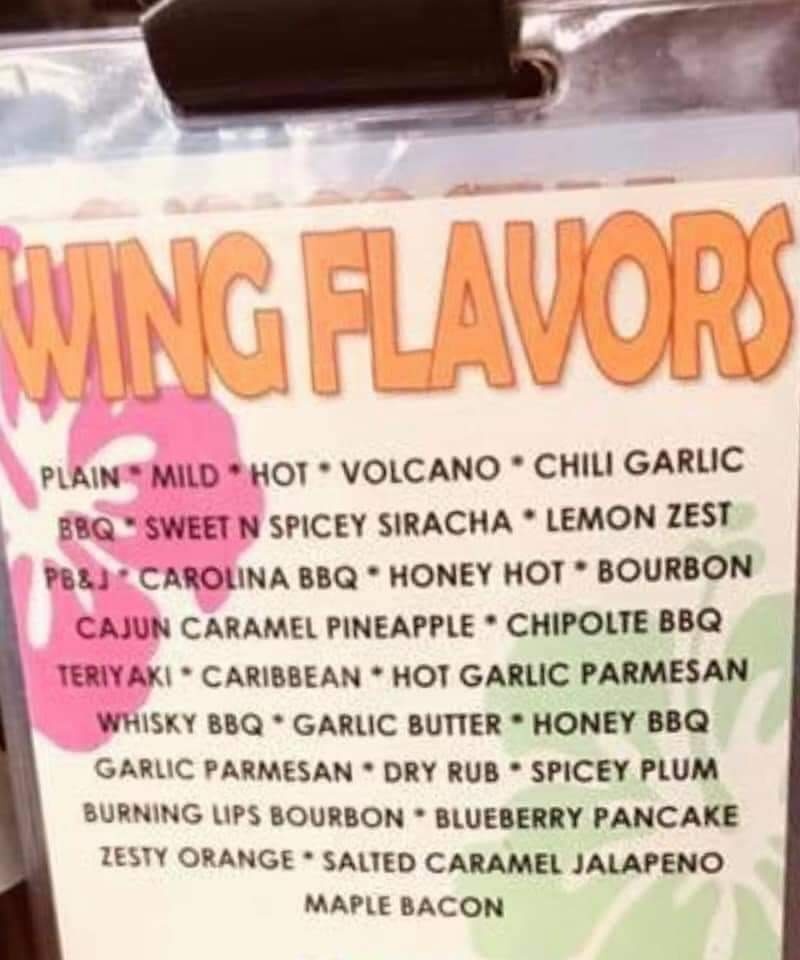 WING FLAVORS
PLAIN * MILD * HOT * VOLCANO * CHILI GARLIC
BBQ * SWEET N SPICEY SIRACHA * LEMON ZEST
PB&J * CAROLINA BBQ * HONEY HOT * BOURBON
CAJUN CARAMEL PINEAPPLE * CHIPOLTE BBQ
TERIYAKI * CARIBBEAN * HOT GARLIC PARMESAN
WHISKY BBQ * GARLIC BUTTER * HONEY BBQ
GARLIC PARMESAN * DRY RUB * SPICEY PLUM
BURNING LIPS BOURBON * BLUEBERRY PANCAKE
ZESTY ORANGE * SALTED CARAMEL JALAPENO
MAPLE BACON